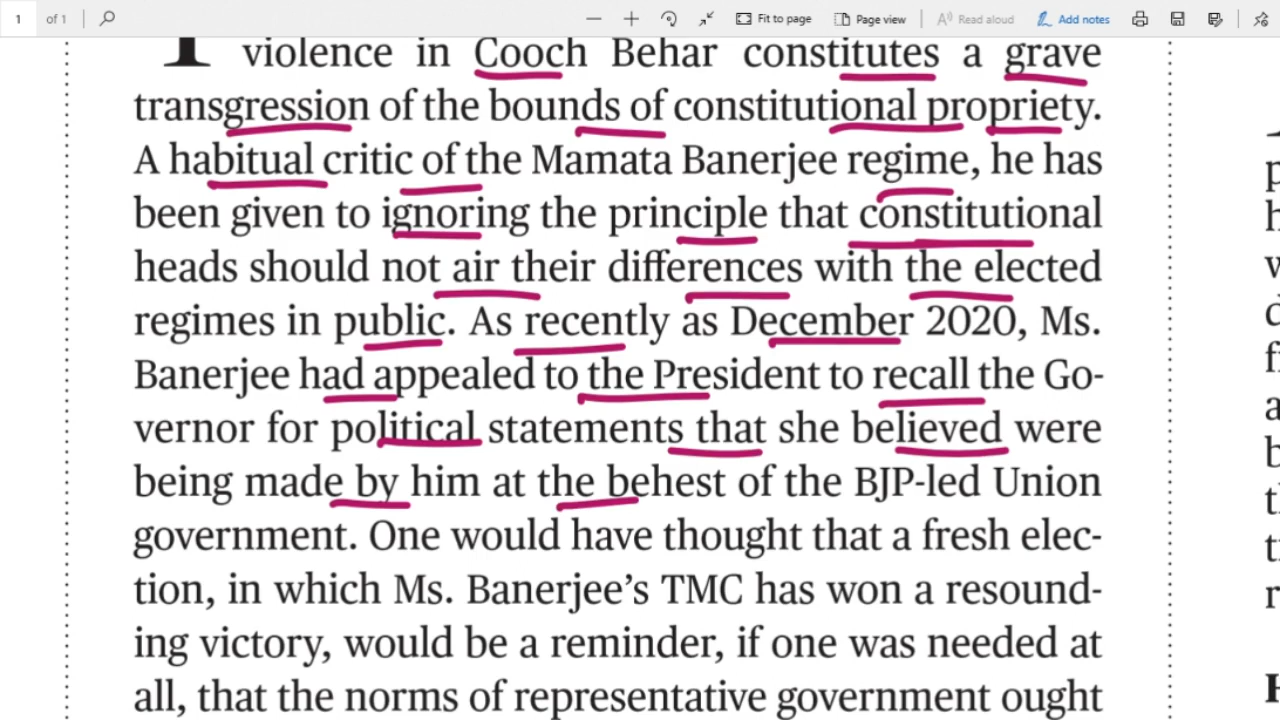 1 of 1 Fit to page Page view Read aloud Add notes
violence in Cooch Behar constitutes a grave
transgression of the bounds of constitutional propriety.
A habitual critic of the Mamata Banerjee regime, he has
been given to ignoring the principle that constitutional
heads should not air their differences with the elected
regimes in public. As recently as December 2020, Ms.
Banerjee had appealed to the President to recall the Go-
vernor for political statements that she believed were
being made by him at the behest of the BJP-led Union
government. One would have thought that a fresh elec-
tion, in which Ms. Banerjee’s TMC has won a resound-
ing victory, would be a reminder, if one was needed at
all, that the norms of representative government ought